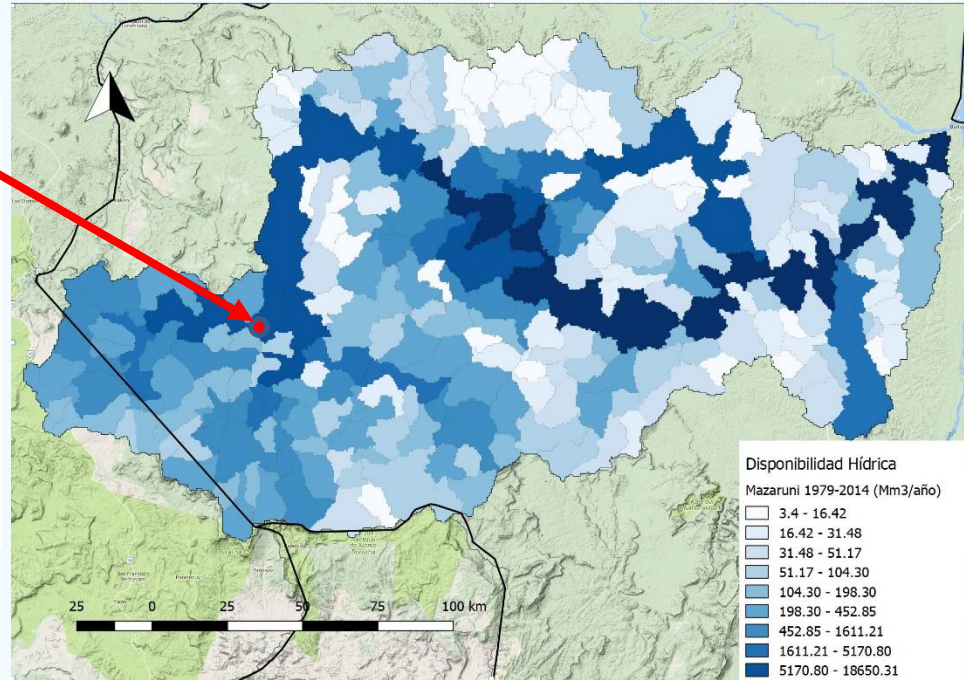 25 0 25 50 75 100 km
Disponibilidad Hídrica
Mazaruni 1979-2014 (Mm3/año)
3.4 - 16.42
16.42 - 31.48
31.48 - 51.17
51.17 - 104.30
104.30 - 198.30
198.30 - 452.85
452.85 - 1611.21
1611.21 - 5170.80
5170.80 - 18650.31